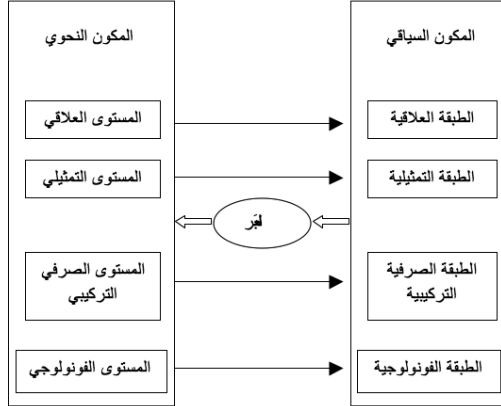 المكون السياقي
المكون النحوي
الطبقة العلاقية
المستوى العلاقي
الطبقة التمثيلية
المستوى التمثيلي
الطبقة الصرفية
التركيبية
المستوى الصرفي
التركيبي
الطبقة الفونولوجية
المستوى الفونولوجي